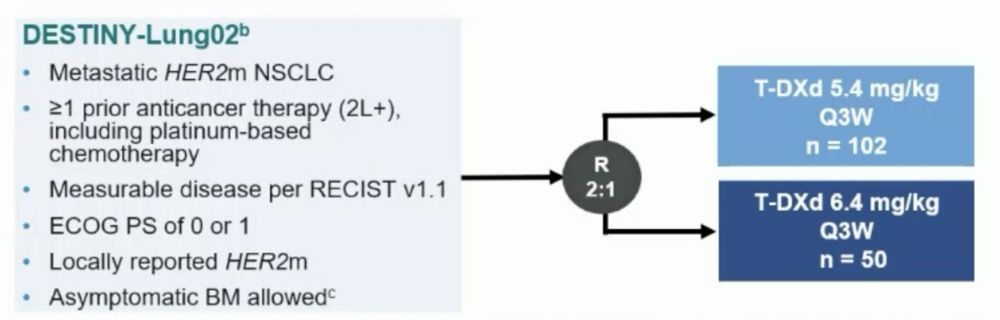 DESTINY-Lung02ᵇ
• Metastatic HER2m NSCLC
• ≥1 prior anticancer therapy (2L+),
including platinum-based
chemotherapy
• Measurable disease per RECIST v1.1
• ECOG PS of 0 or 1
• Locally reported HER2m
• Asymptomatic BM allowedᶜ
R
2:1
T-DXd 5.4 mg/kg
Q3W
n = 102
T-DXd 6.4 mg/kg
Q3W
n = 50